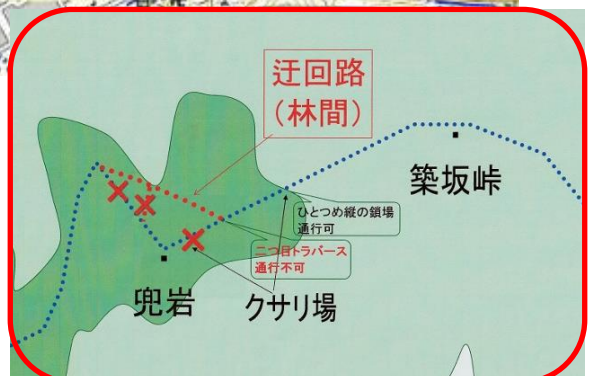 迂回路
（林間）
築坂峠
ひとつめ縦の鎖場
通行可
二つ目トラバース
通行不可
兜岩
クサリ場